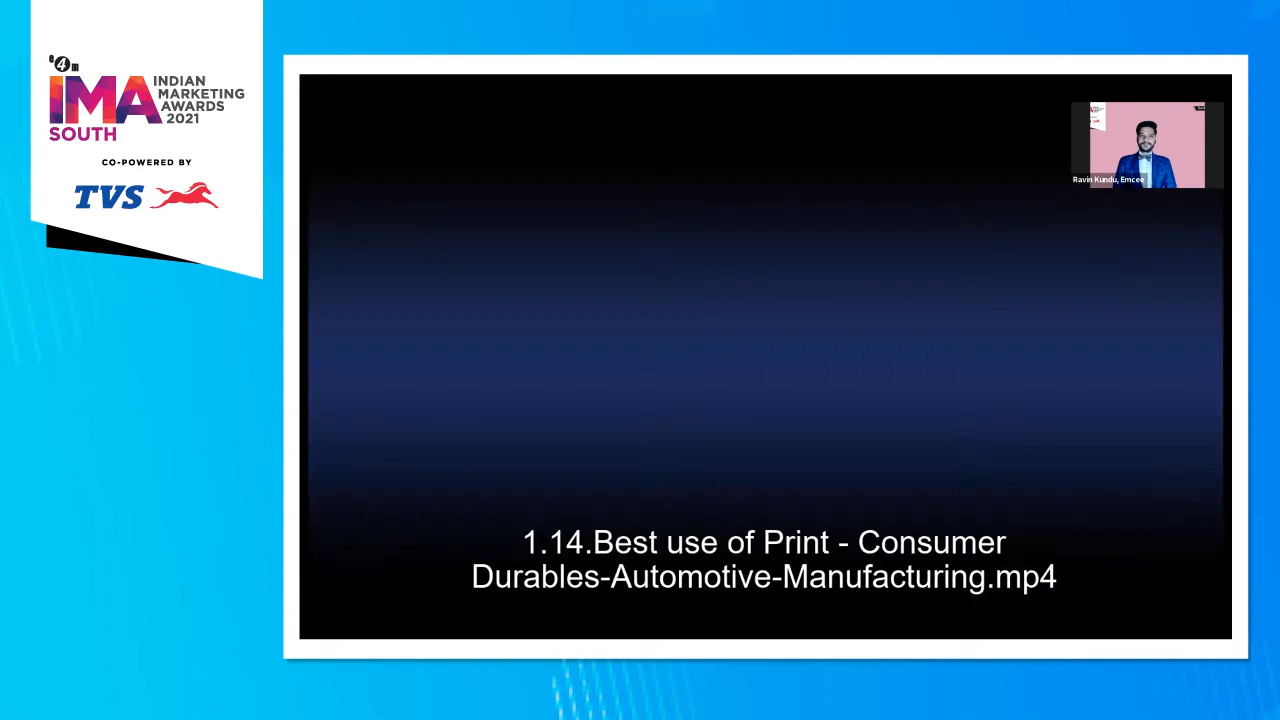 e4m
IMA INDIAN MARKETING AWARDS 2021
SOUTH
CO-POWERED BY
TVS
Ravin Kundu, Emcee
1.14.Best use of Print - Consumer
Durables-Automotive-Manufacturing.mp4